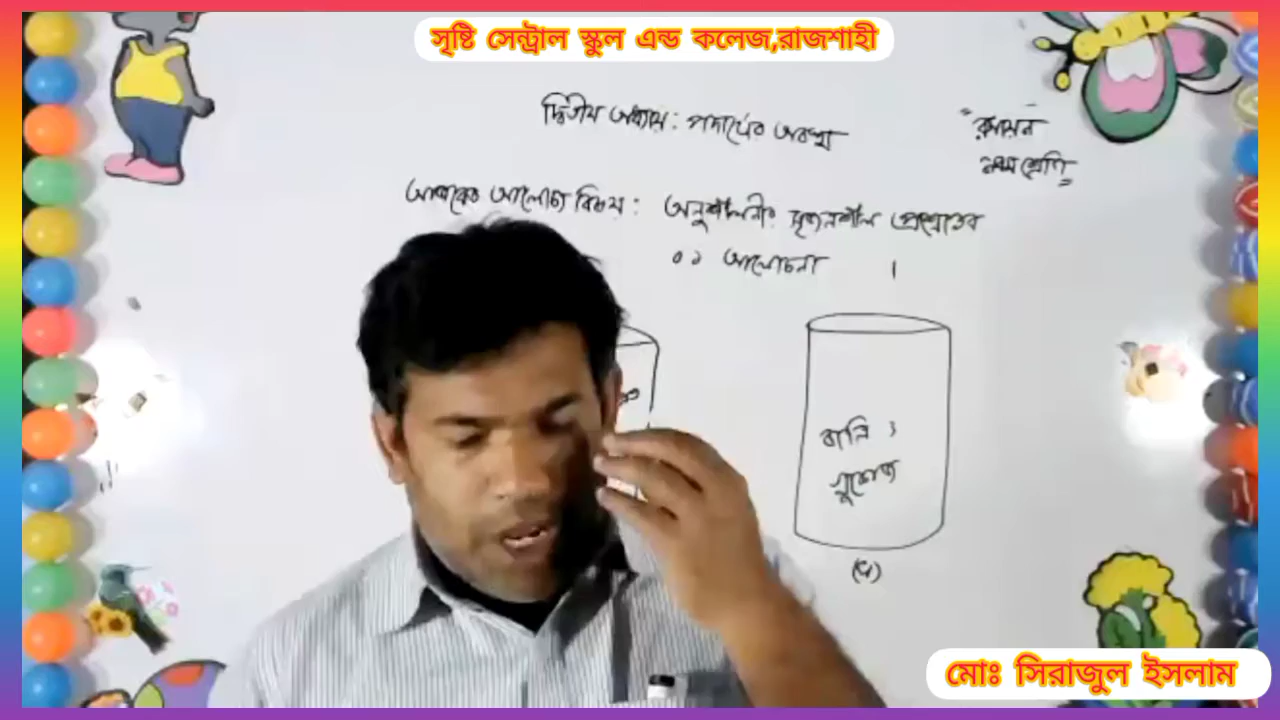 সৃষ্টি সেন্ট্রাল স্কুল এন্ড কলেজ,রাজশাহী
দ্বিতীয় অধ্যায় : পদার্থের অবস্থা
"রসায়ন
নবম শ্রেণি"
আজকের আলোচ্য বিষয় : অনুশীলনীর সৃজনশীল প্রশ্নোত্তর
০১ আলোচনা ।
বালি ,
গ্লুকোজ
মোঃ সিরাজুল ইসলাম